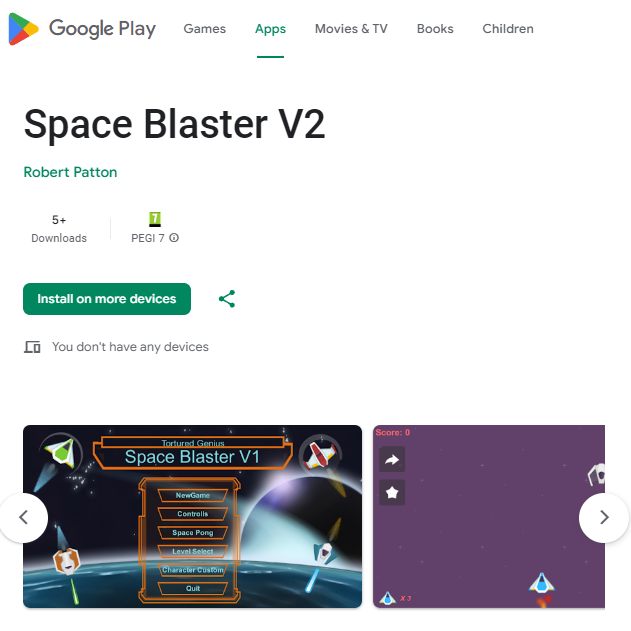 Google Play Games Apps Movies & TV Books Children
Space Blaster V2
Robert Patton
5+ 7
Downloads PEGI 7
Install on more devices
You don't have any devices
Tortured Genius
Space Blaster V1
NewGame
Controlls
Space Pong
Level Select
Character Custom
Quit
Score: 0
X 3